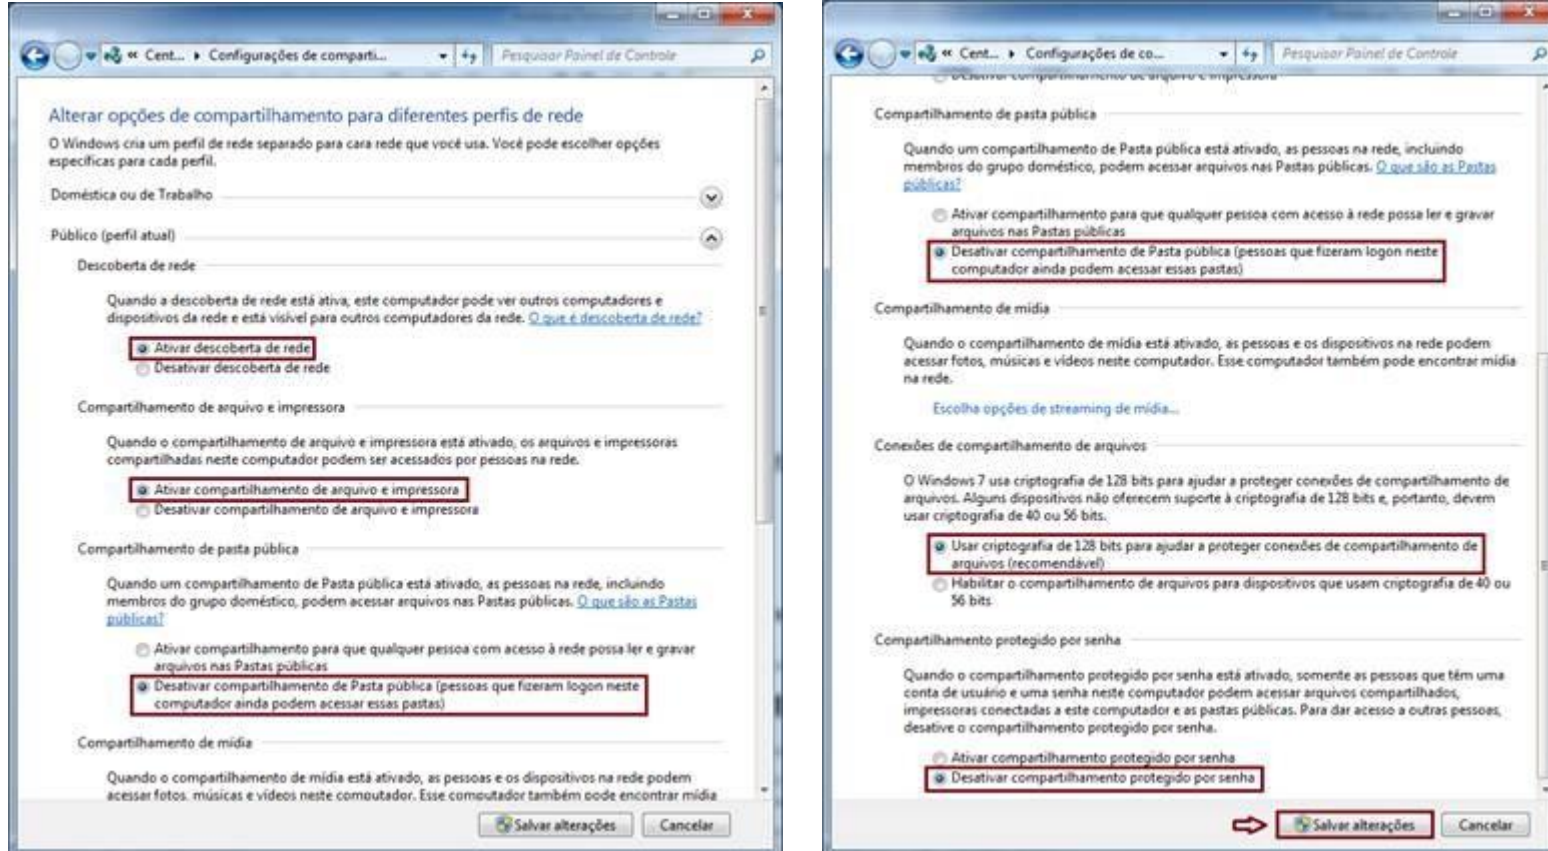 « Cent... ▸ Configurações de comparti...
Pesquisar Painel de Controle
Alterar opções de compartilhamento para diferentes perfis de rede
O Windows cria um perfil de rede separado para cara rede que você usa. Você pode escolher opções
específicas para cada perfil.
Doméstica ou de Trabalho
Público (perfil atual)
Descoberta de rede
Quando a descoberta de rede está ativa, este computador pode ver outros computadores e
dispositivos da rede e está visível para outros computadores da rede. O que é descoberta de rede?
Ativar descoberta de rede
Desativar descoberta de rede
Compartilhamento de arquivo e impressora
Quando o compartilhamento de arquivo e impressora está ativado, os arquivos e impressoras
compartilhadas neste computador podem ser acessados por pessoas na rede.
Ativar compartilhamento de arquivo e impressora
Desativar compartilhamento de arquivo e impressora
Compartilhamento de pasta pública
Quando um compartilhamento de Pasta pública está ativado, as pessoas na rede, incluindo
membros do grupo doméstico, podem acessar arquivos nas Pastas públicas. O que são as Pastas
públicas?
Ativar compartilhamento para que qualquer pessoa com acesso à rede possa ler e gravar
arquivos nas Pastas públicas
Desativar compartilhamento de Pasta pública (pessoas que fizeram logon neste
computador ainda podem acessar essas pastas)
Compartilhamento de mídia
Quando o compartilhamento de mídia está ativado, as pessoas e os dispositivos na rede podem
acessar fotos, músicas e vídeos neste computador. Esse computador também pode encontrar mídia
Salvar alterações
Cancelar
« Cent... ▸ Configurações de co...
Pesquisar Painel de Controle
Desativar compartilhamento de arquivo e impressora
Compartilhamento de pasta pública
Quando um compartilhamento de Pasta pública está ativado, as pessoas na rede, incluindo
membros do grupo doméstico, podem acessar arquivos nas Pastas públicas. O que são as Pastas
públicas?
Ativar compartilhamento para que qualquer pessoa com acesso à rede possa ler e gravar
arquivos nas Pastas públicas
Desativar compartilhamento de Pasta pública (pessoas que fizeram logon neste
computador ainda podem acessar essas pastas)
Compartilhamento de mídia
Quando o compartilhamento de mídia está ativado, as pessoas e os dispositivos na rede podem
acessar fotos, músicas e vídeos neste computador. Esse computador também pode encontrar mídia
na rede.
Escolha opções de streaming de mídia...
Conexões de compartilhamento de arquivos
O Windows 7 usa criptografia de 128 bits para ajudar a proteger conexões de compartilhamento de
arquivos. Alguns dispositivos não oferecem suporte à criptografia de 128 bits e, portanto, devem
usar criptografia de 40 ou 56 bits.
Usar criptografia de 128 bits para ajudar a proteger conexões de compartilhamento de
arquivos (recomendável)
Habilitar o compartilhamento de arquivos para dispositivos que usam criptografia de 40 ou
56 bits
Compartilhamento protegido por senha
Quando o compartilhamento protegido por senha está ativado, somente as pessoas que têm uma
conta de usuário e uma senha neste computador podem acessar arquivos compartilhados,
impressoras conectadas a este computador e as pastas públicas. Para dar acesso a outras pessoas,
desative o compartilhamento protegido por senha.
Ativar compartilhamento protegido por senha
Desativar compartilhamento protegido por senha
Salvar alterações
Cancelar